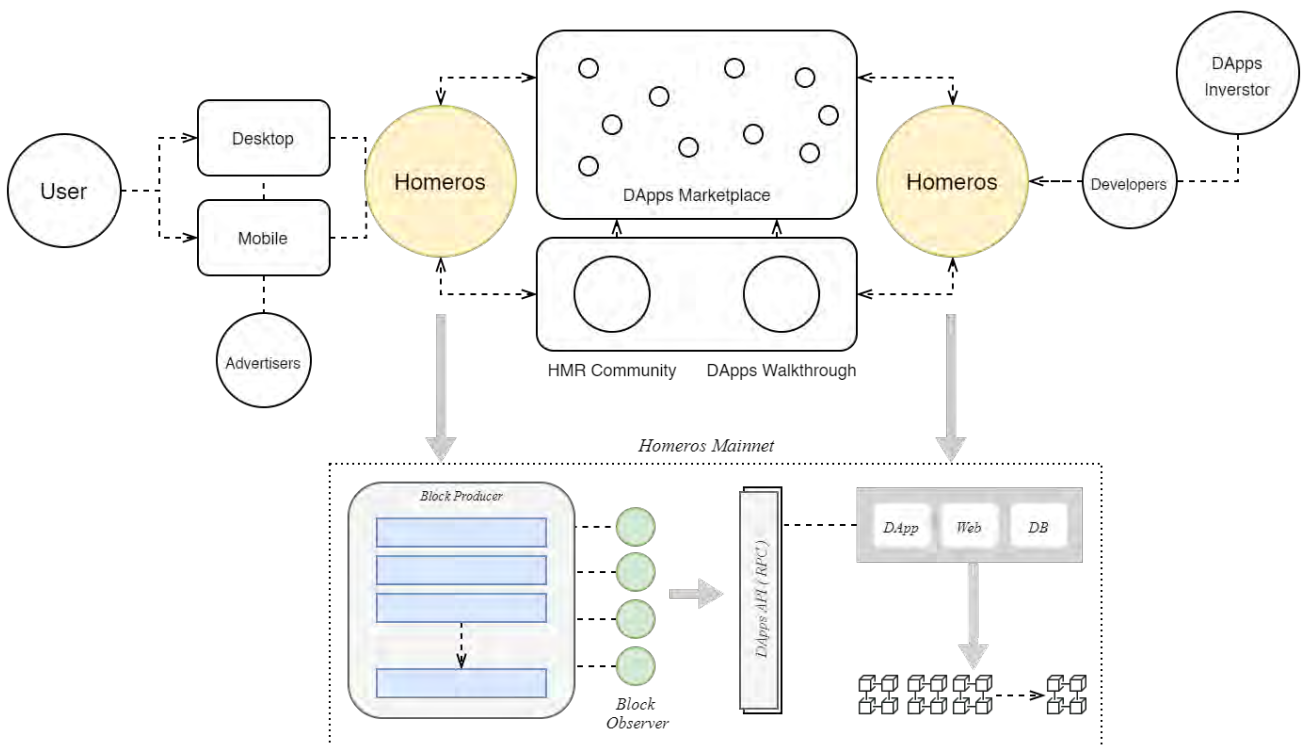 DApps
Inverstor
User
Desktop
Mobile
Advertisers
Homeros
DApps Marketplace
Homeros
Developers
HMR Community
DApps Walkthrough
Homeros Mainnet
Block Producer
Block
Observer
DApps API ( RPC )
DApp
Web
DB